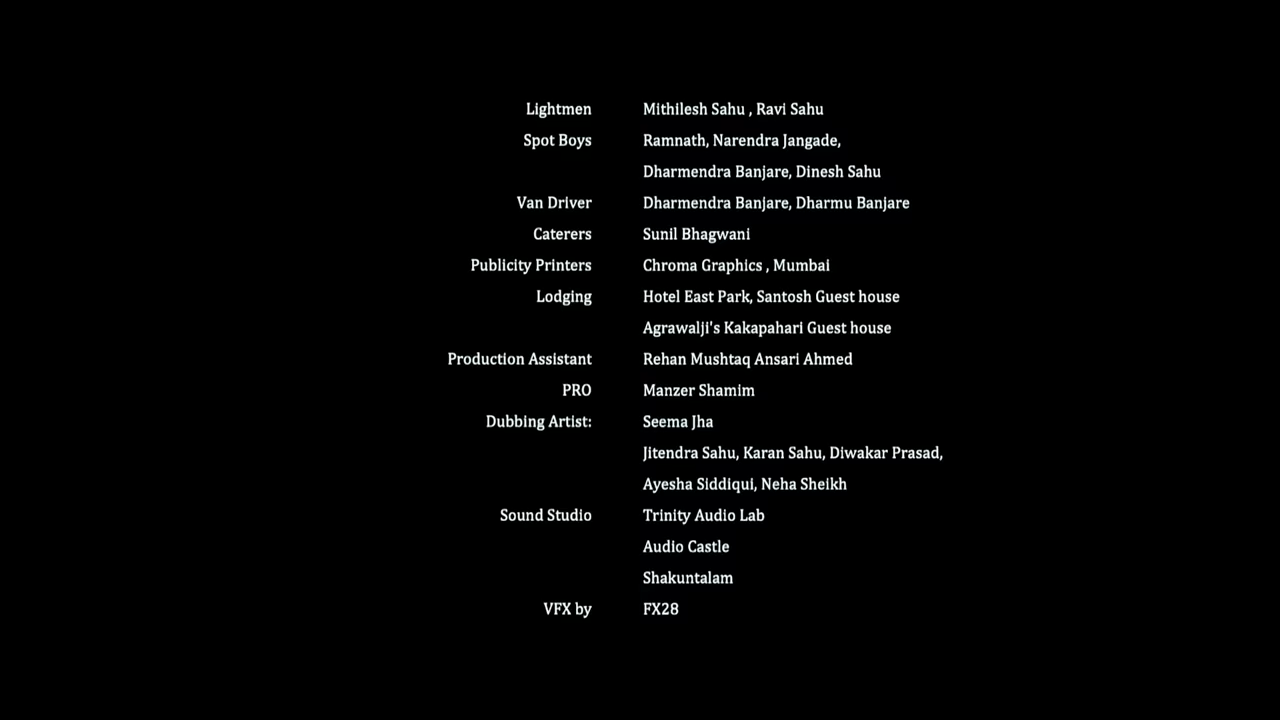 Lightmen Mithilesh Sahu , Ravi Sahu
Spot Boys Ramnath, Narendra Jangade,
Dharmendra Banjare, Dinesh Sahu
Van Driver Dharmendra Banjare, Dharmu Banjare
Caterers Sunil Bhagwani
Publicity Printers Chroma Graphics , Mumbai
Lodging Hotel East Park, Santosh Guest house
Agrawalji's Kakapahari Guest house
Production Assistant Rehan Mushtaq Ansari Ahmed
PRO Manzer Shamim
Dubbing Artist: Seema Jha
Jitendra Sahu, Karan Sahu, Diwakar Prasad,
Ayesha Siddiqui, Neha Sheikh
Sound Studio Trinity Audio Lab
Audio Castle
Shakuntalam
VFX by FX28